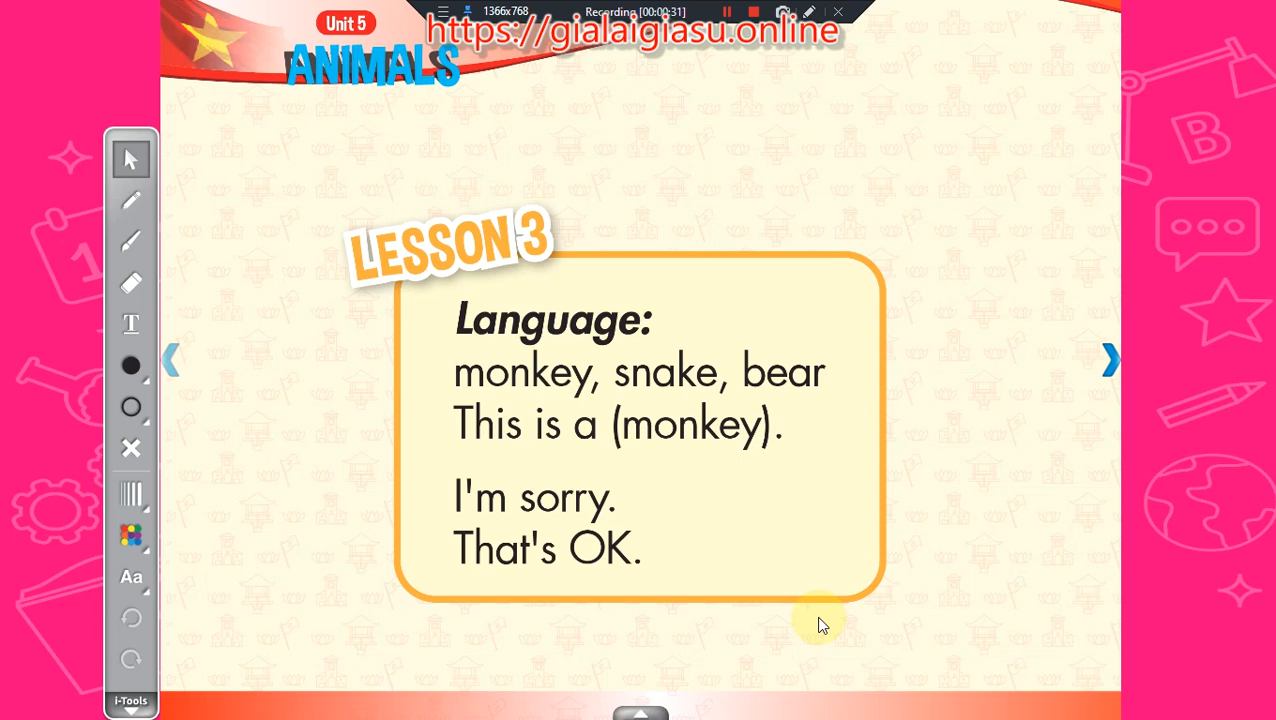 Unit 5
1366x768
Recording [00:00:31]
https://gialaigiasu.online
ANIMALS
LESSON 3
Language:
monkey, snake, bear
This is a (monkey).
I'm sorry.
That's OK.
T
Aa
i-Tools
1
B